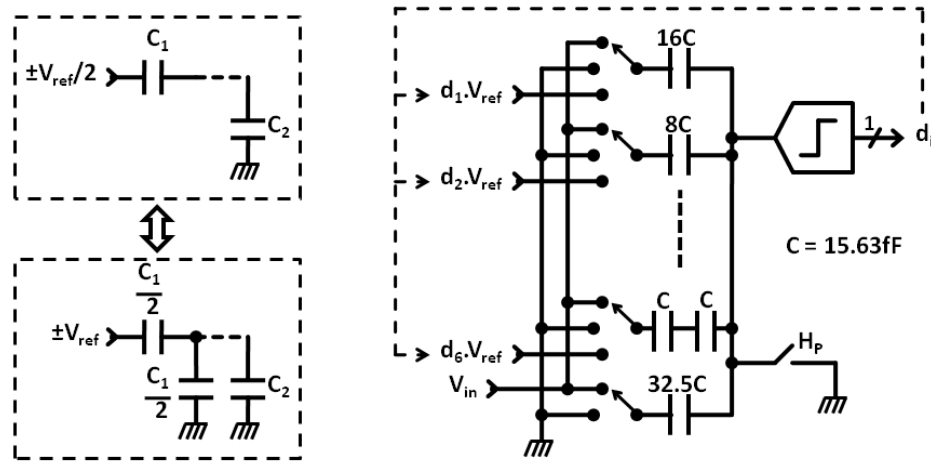 C₁
±Vref/2
C₂
C₁
2
±Vref
C₁
2
C₂
16C
d₁.Vref
8C
1
d₂.Vref
C = 15.63fF
C C
d₆.Vref
HP
Vin
32.5C